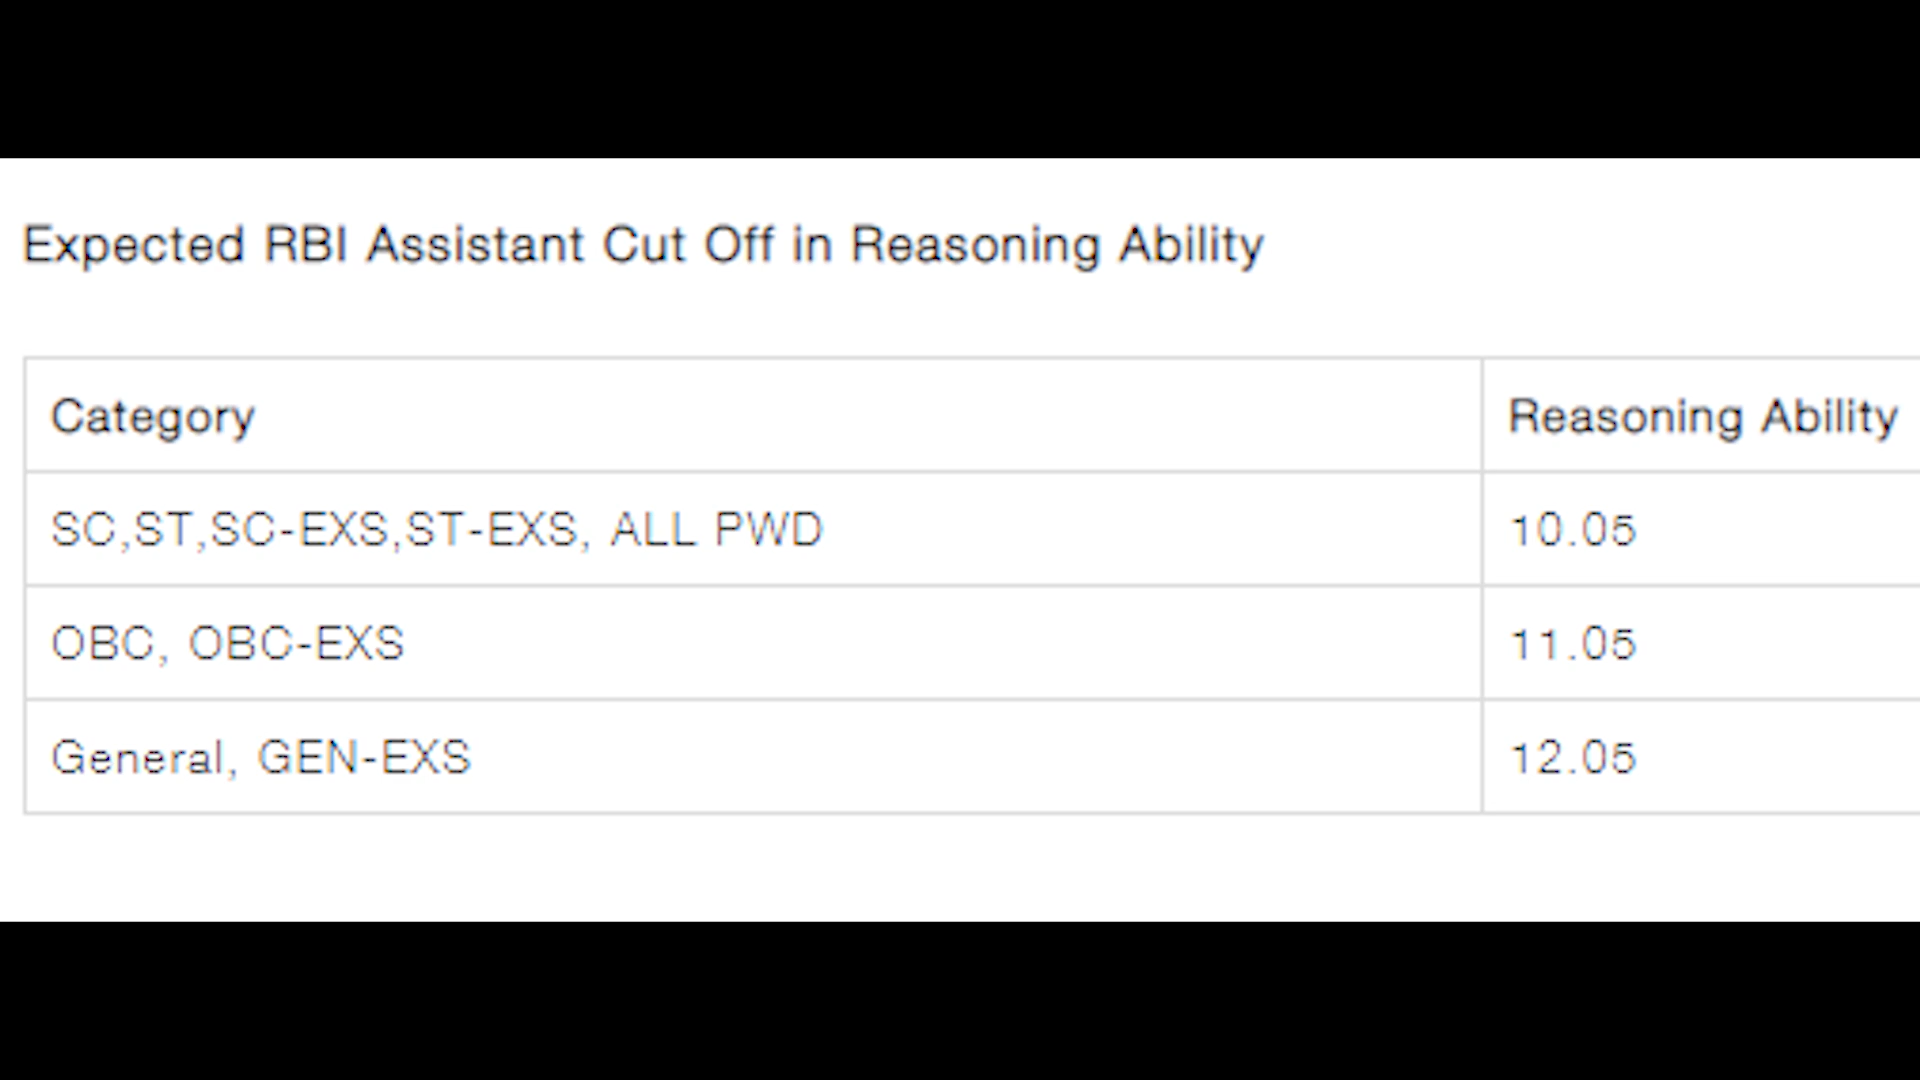 Expected RBI Assistant Cut Off in Reasoning Ability
Category Reasoning Ability
SC,ST,SC-EXS,ST-EXS, ALL PWD 10.05
OBC, OBC-EXS 11.05
General, GEN-EXS 12.05